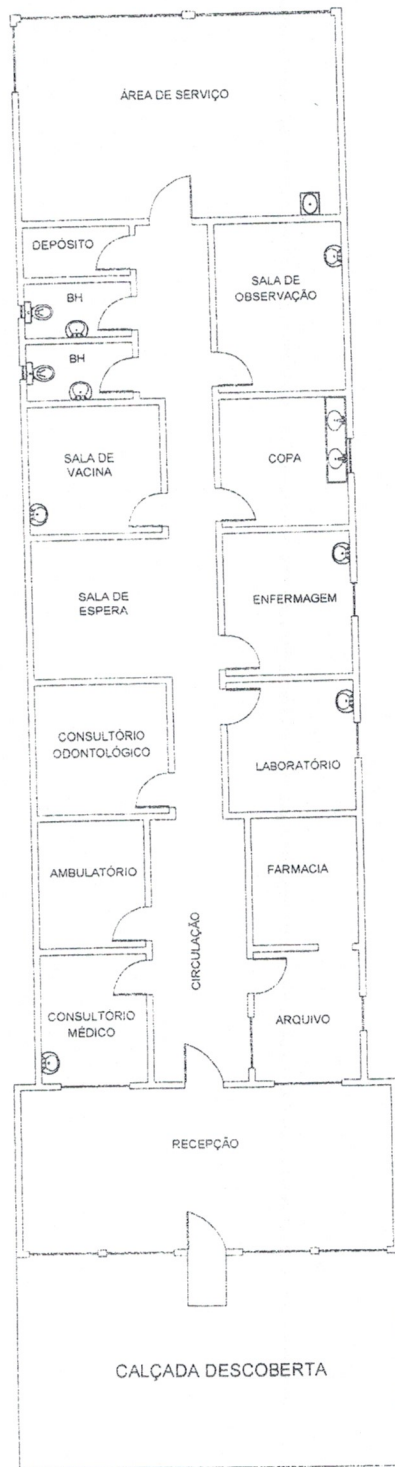 ÁREA DE SERVIÇO
DEPÓSITO
SALA DE
OBSERVAÇÃO
BH
BH
SALA DE
VACINA
COPA
SALA DE
ESPERA
ENFERMAGEM
CONSULTÓRIO
ODONTOLÓGICO
LABORATÓRIO
AMBULATÓRIO
FARMACIA
CIRCULAÇÃO
CONSULTÓRIO
MÉDICO
ARQUIVO
RECEPÇÃO
CALÇADA DESCOBERTA